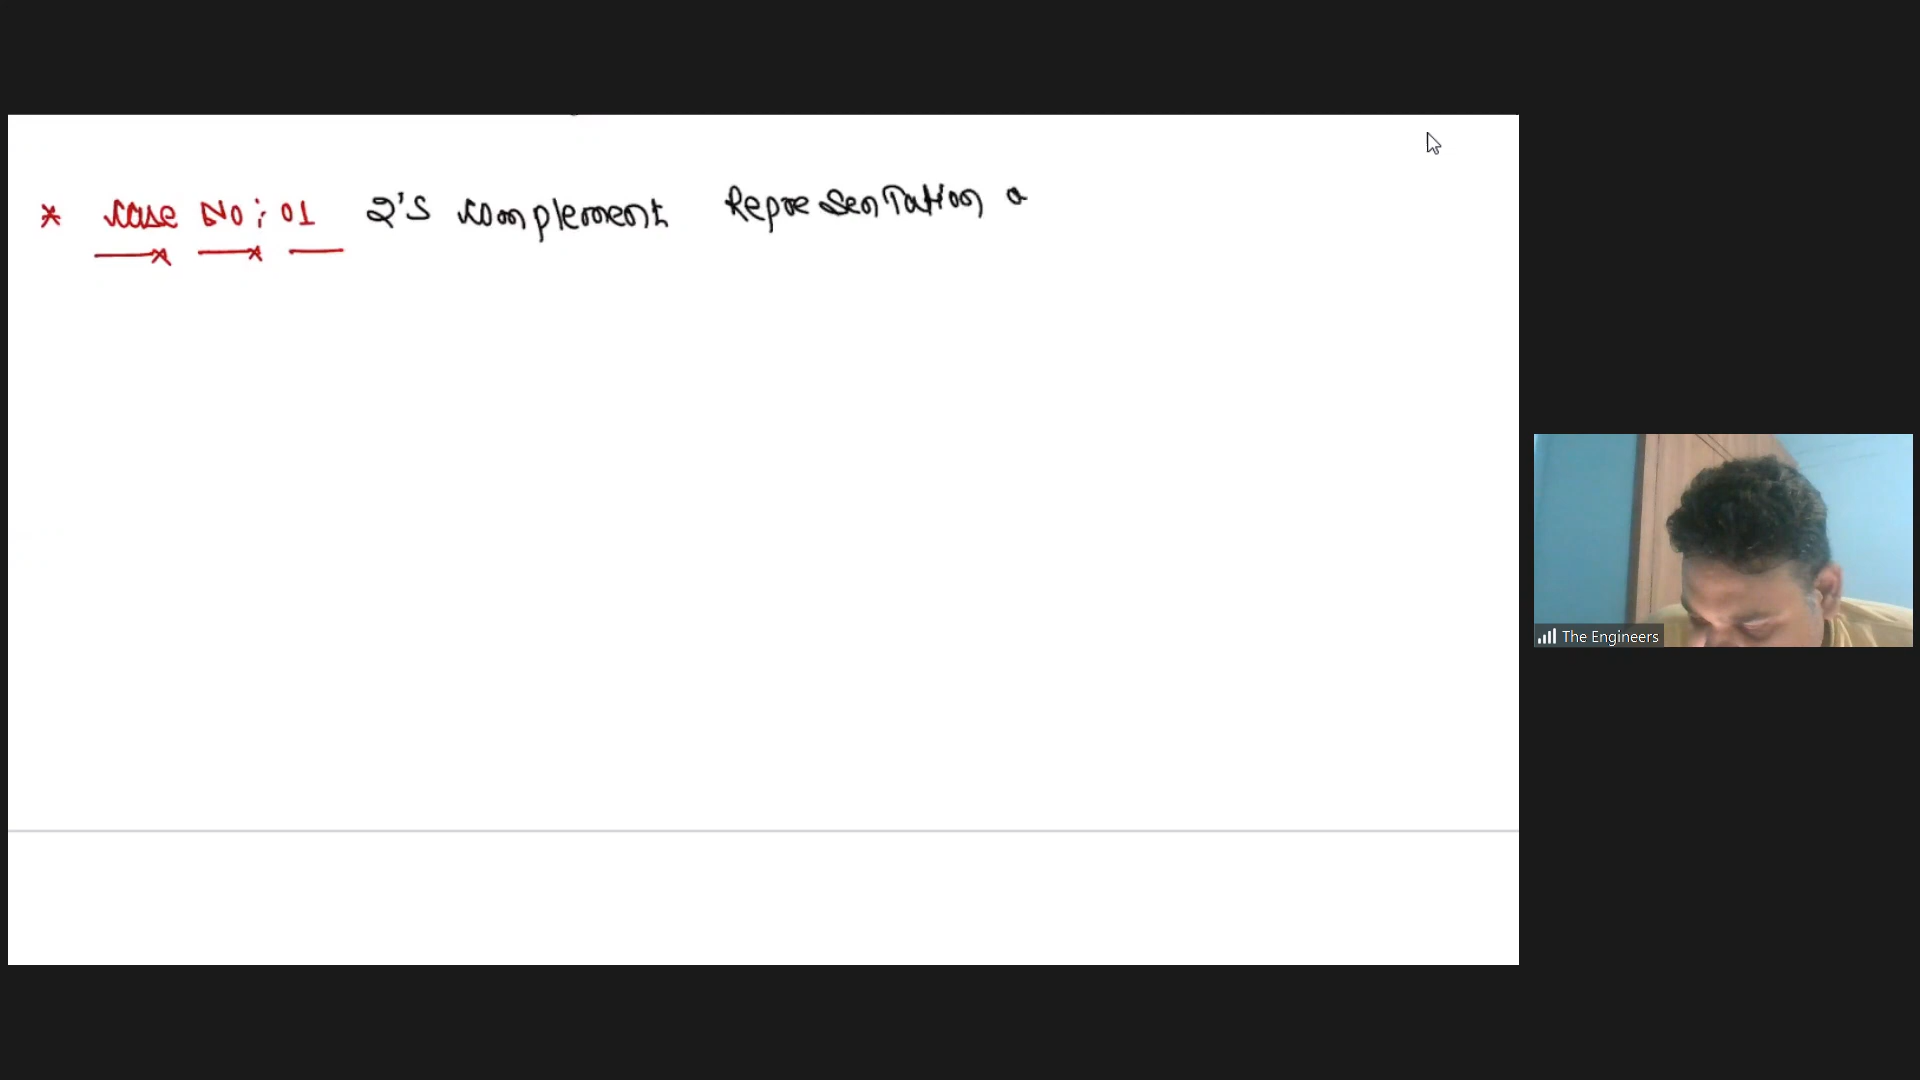 * Case No: 01 2's complement Representation o
The Engineers